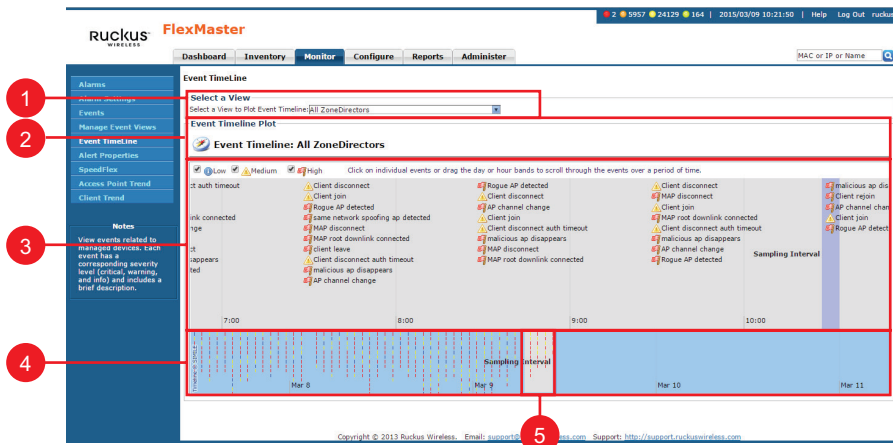 2 5957 24129 164 | 2015/03/09 10:21:50 | Help Log Out ruckus
Ruckus WIRELESS
FlexMaster
Dashboard Inventory Monitor Configure Reports Administer
MAC or IP or Name
Alarms
Alarm Settings
Events
Manage Event Views
Event TimeLine
Alert Properties
SpeedFlex
Access Point Trend
Client Trend
Notes
View events related to
managed devices. Each
event has a
corresponding severity
level (critical, warning,
and info) and includes a
brief description.
Event TimeLine
1
Select a View
Select a View to Plot Event Timeline: All ZoneDirectors
2
Event Timeline Plot
Event Timeline: All ZoneDirectors
3
Low Medium High Click on individual events or drag the day or hour bands to scroll through the events over a period of time.
ct auth timeout
ink connected
nge
ct
sappears
ted
Client disconnect
Client join
Rogue AP detected
same network spoofing ap detected
MAP disconnect
MAP root downlink connected
client leave
Client disconnect auth timeout
malicious ap disappears
AP channel change
Rogue AP detected
Client disconnect
AP channel change
Client join
Client disconnect auth timeout
malicious ap disappears
MAP disconnect
MAP root downlink connected
Client disconnect
MAP disconnect
Client join
MAP root downlink connected
Client disconnect auth timeout
malicious ap disappears
AP channel change
Rogue AP detected
Sampling Interval
malicious ap dis
Client rejoin
AP channel chan
Client join
Rogue AP detect
7:00 8:00 9:00 10:00
4
Sampling Interval
Mar 8 Mar 9 Mar 10 Mar 11
5
Copyright © 2013 Ruckus Wireless. Email: support@ ess.com Support: http://support.ruckuswireless.com